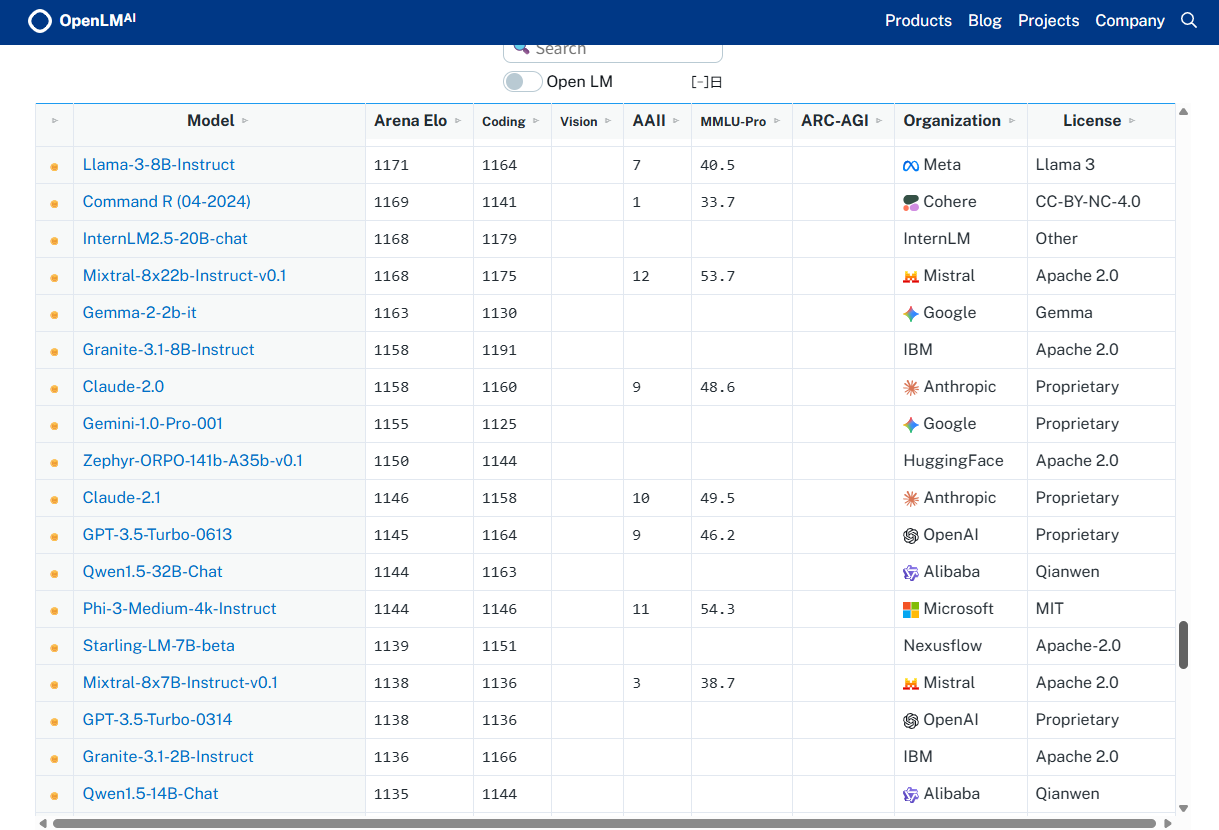 OpenLMAI Products Blog Projects Company
Search
Open LM [-]日
Model Arena Elo Coding Vision AAII MMLU-Pro ARC-AGI Organization License
Llama-3-8B-Instruct 1171 1164 7 40.5 Meta Llama 3
Command R (04-2024) 1169 1141 1 33.7 Cohere CC-BY-NC-4.0
InternLM2.5-20B-chat 1168 1179 InternLM Other
Mixtral-8x22b-Instruct-v0.1 1168 1175 12 53.7 Mistral Apache 2.0
Gemma-2-2b-it 1163 1130 Google Gemma
Granite-3.1-8B-Instruct 1158 1191 IBM Apache 2.0
Claude-2.0 1158 1160 9 48.6 Anthropic Proprietary
Gemini-1.0-Pro-001 1155 1125 Google Proprietary
Zephyr-ORPO-141b-A35b-v0.1 1150 1144 HuggingFace Apache 2.0
Claude-2.1 1146 1158 10 49.5 Anthropic Proprietary
GPT-3.5-Turbo-0613 1145 1164 9 46.2 OpenAI Proprietary
Qwen1.5-32B-Chat 1144 1163 Alibaba Qianwen
Phi-3-Medium-4k-Instruct 1144 1146 11 54.3 Microsoft MIT
Starling-LM-7B-beta 1139 1151 Nexusflow Apache-2.0
Mixtral-8x7B-Instruct-v0.1 1138 1136 3 38.7 Mistral Apache 2.0
GPT-3.5-Turbo-0314 1138 1136 OpenAI Proprietary
Granite-3.1-2B-Instruct 1136 1166 IBM Apache 2.0
Qwen1.5-14B-Chat 1135 1144 Alibaba Qianwen